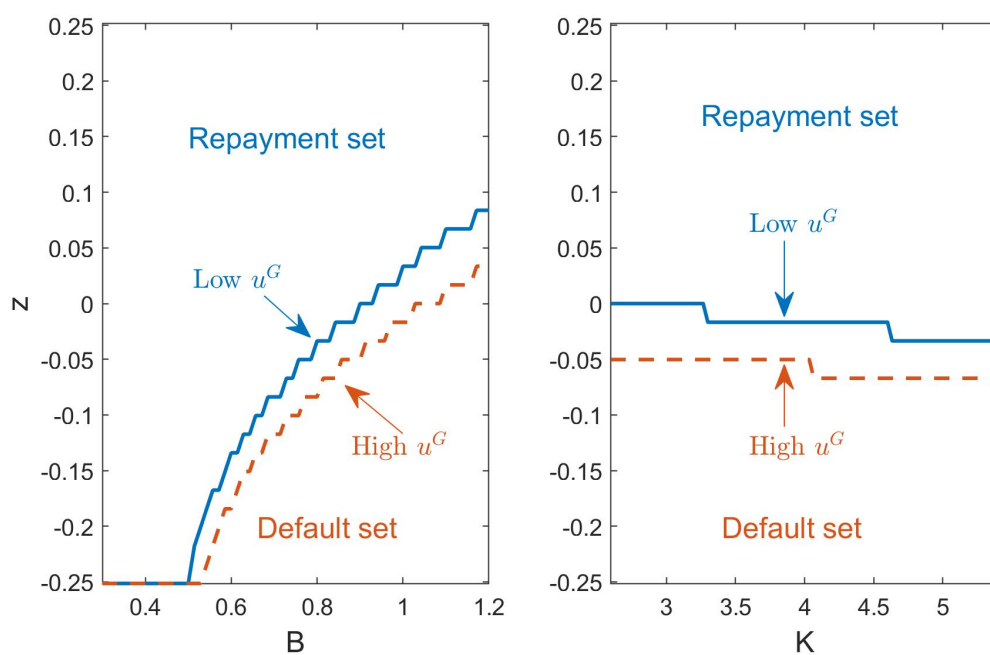 0.25
0.2
0.15
0.1
0.05
0
-0.05
-0.1
-0.15
-0.2
-0.25
z
Repayment set
Low u^G
High u^G
Default set
0.4 0.6 0.8 1 1.2
B
0.25
0.2
0.15
0.1
0.05
0
-0.05
-0.1
-0.15
-0.2
-0.25
Repayment set
Low u^G
High u^G
Default set
3 3.5 4 4.5 5
K